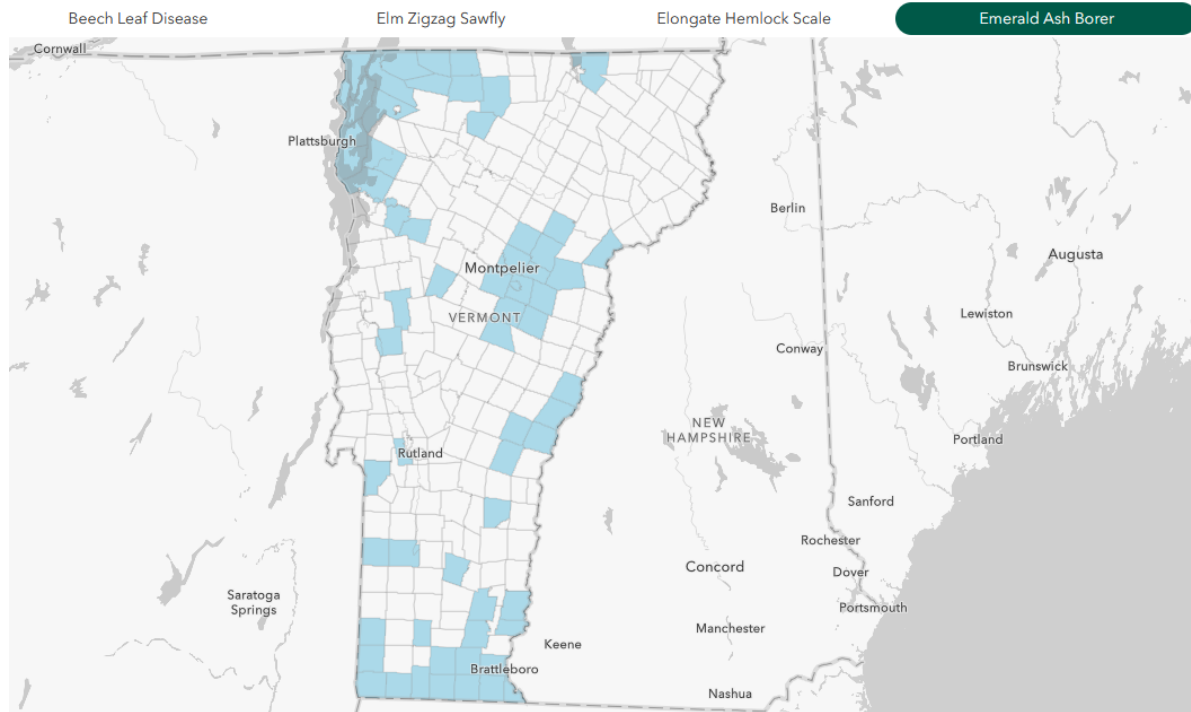 Beech Leaf Disease
Elm Zigzag Sawfly
Elongate Hemlock Scale
Emerald Ash Borer
Cornwall
Plattsburgh
Berlin
Montpelier
Augusta
VERMONT
Lewiston
Conway
Brunswick
NEW
HAMPSHIRE
Portland
Rutland
Sanford
Rochester
Concord
Dover
Saratoga
Springs
Portsmouth
Manchester
Keene
Brattleboro
Nashua